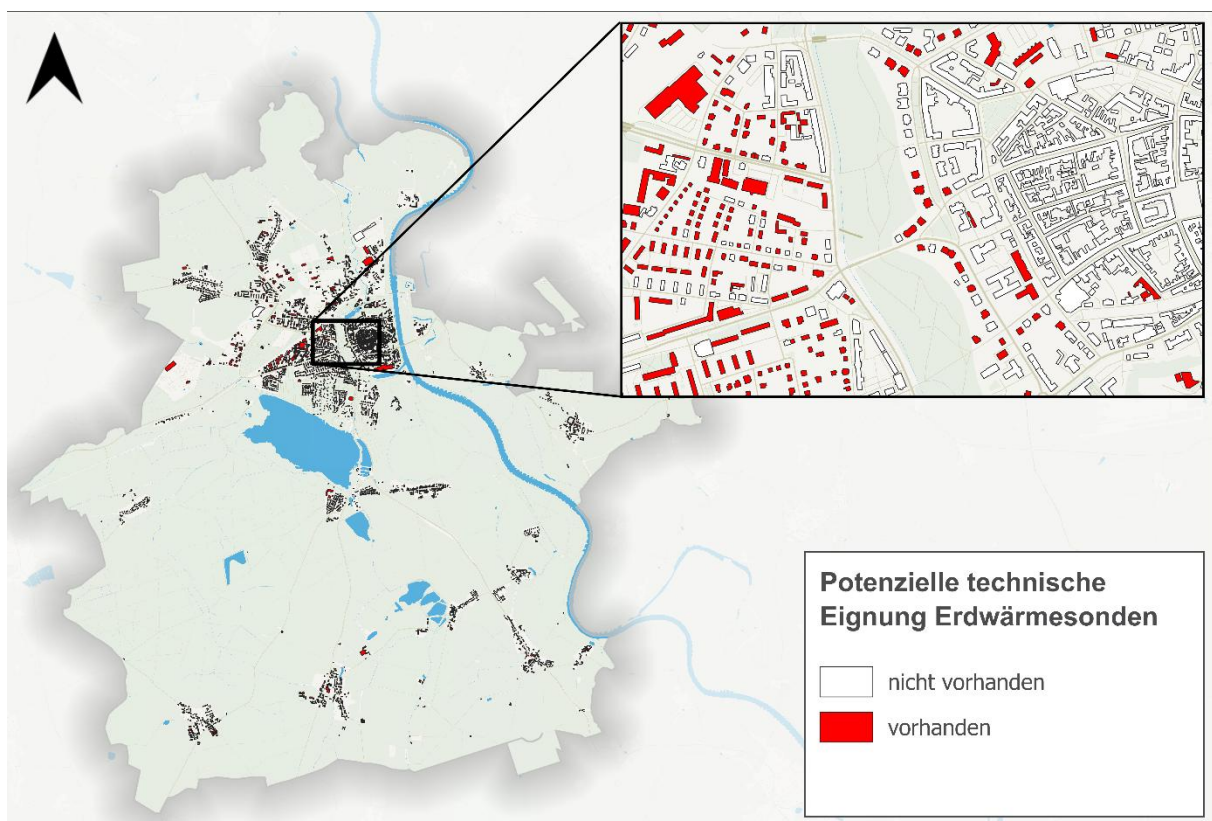 Potenzielle technische
Eignung Erdwärmesonden
nicht vorhanden
vorhanden